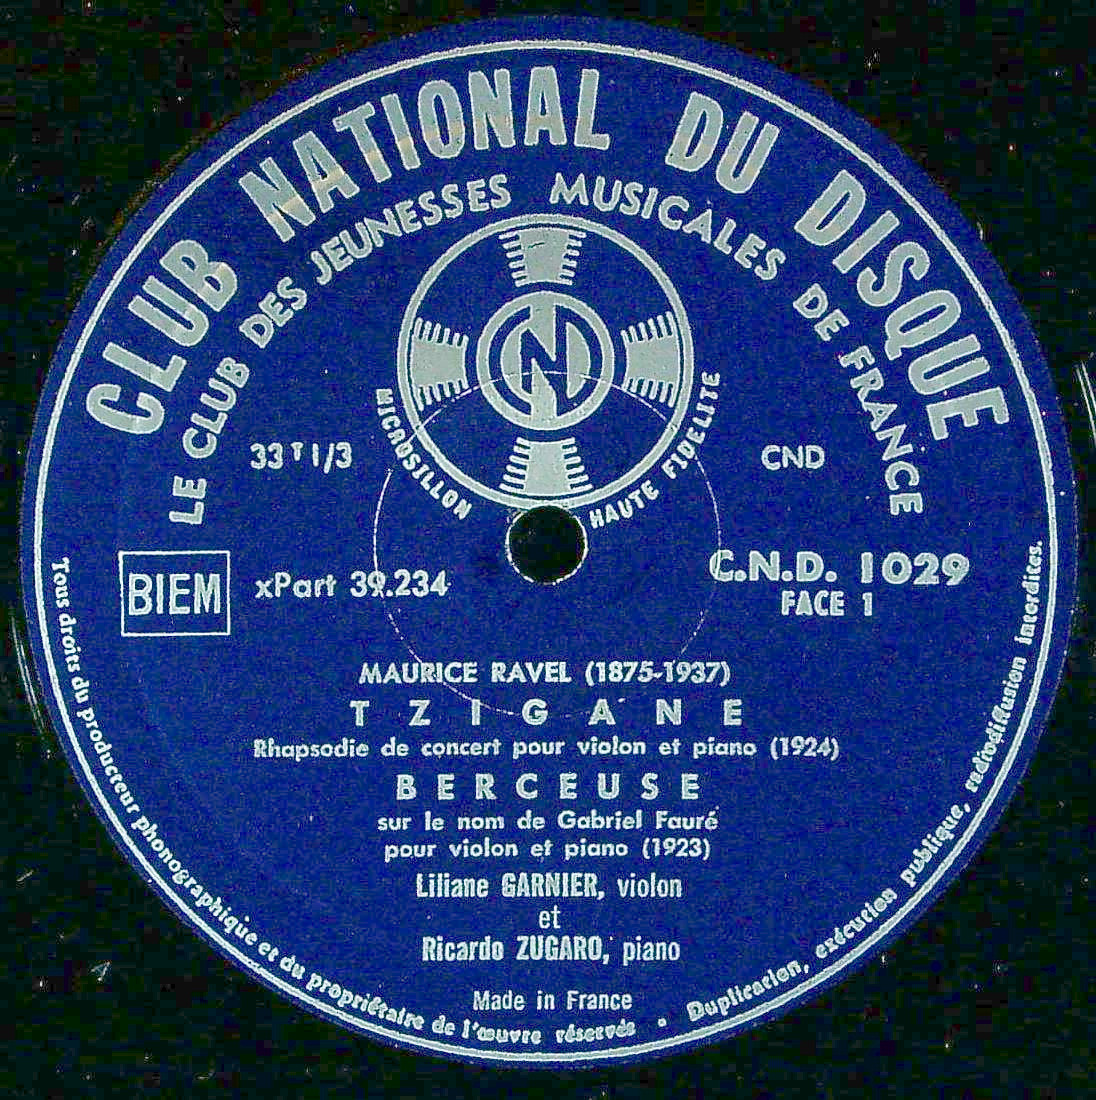 CLUB NATIONAL DU DISQUE
LE CLUB DES JEUNESSES MUSICALES DE FRANCE
CN
MICROSILLON HAUTE FIDELITE
33 T 1/3
CND
BIEM
xPart 39.234
C.N.D. 1029
FACE 1
MAURICE RAVEL (1875-1937)
TZIGANE
Rhapsodie de concert pour violon et piano (1924)
BERCEUSE
sur le nom de Gabriel Fauré
pour violon et piano (1923)
Liliane GARNIER, violon
et
Ricardo ZUGARO, piano
Made in France
Tous droits du producteur phonographique et du propriétaire de l'œuvre réservés • Duplication, exécution publique, radiodiffusion interdites.